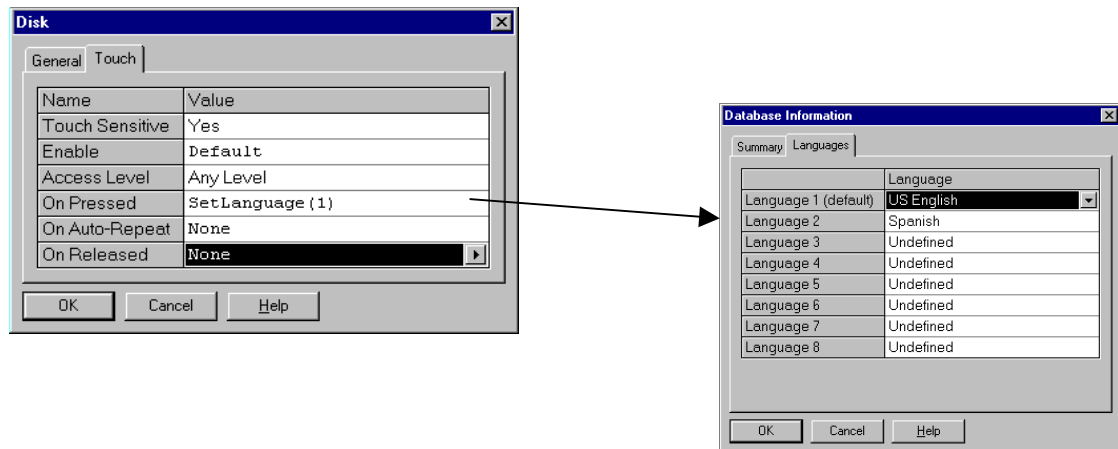 Disk
General Touch
Name Value
Touch Sensitive Yes
Enable Default
Access Level Any Level
On Pressed SetLanguage(1)
On Auto-Repeat None
On Released None
OK Cancel Help
Database Information
Summary Languages
Language
Language 1 (default) US English
Language 2 Spanish
Language 3 Undefined
Language 4 Undefined
Language 5 Undefined
Language 6 Undefined
Language 7 Undefined
Language 8 Undefined
OK Cancel Help